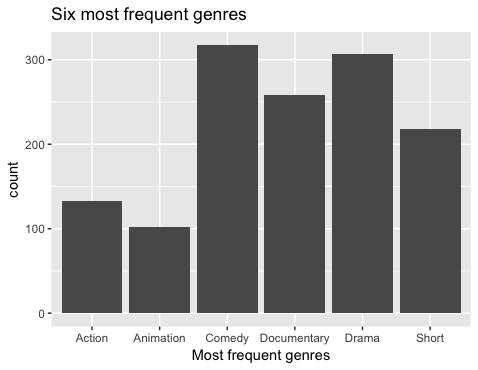 Six most frequent genres
300
200
100
0
count
Action Animation Comedy Documentary Drama Short
Most frequent genres